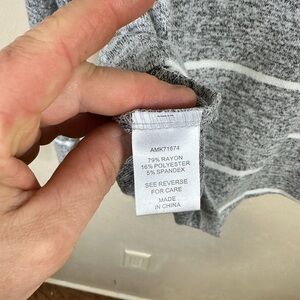 AMK71674
79% RAYON
16% POLYESTER
5% SPANDEX
SEE REVERSE
FOR CARE
MADE
IN CHINA